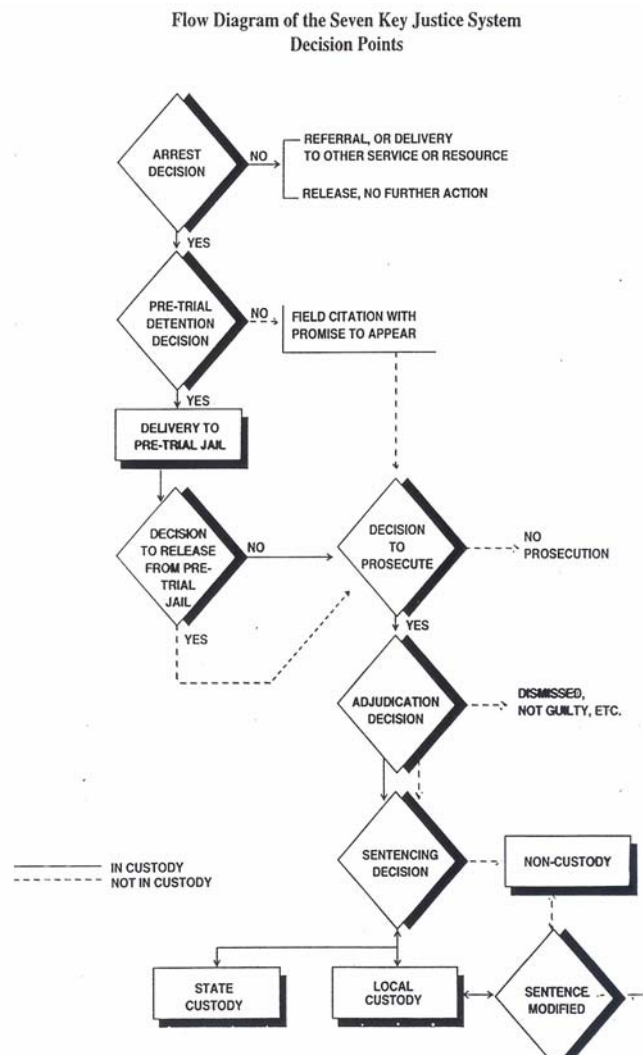 Flow Diagram of the Seven Key Justice System
Decision Points
ARREST
DECISION
NO
REFERRAL, OR DELIVERY
TO OTHER SERVICE OR RESOURCE
RELEASE, NO FURTHER ACTION
YES
PRE-TRIAL
DETENTION
DECISION
NO
FIELD CITATION WITH
PROMISE TO APPEAR
YES
DELIVERY TO
PRE-TRIAL JAIL
DECISION
TO RELEASE
FROM PRE-
TRIAL
JAIL
NO
YES
DECISION
TO
PROSECUTE
NO
PROSECUTION
YES
ADJUDICATION
DECISION
DISMISSED,
NOT GUILTY, ETC.
SENTENCING
DECISION
NON-CUSTODY
IN CUSTODY
NOT IN CUSTODY
STATE
CUSTODY
LOCAL
CUSTODY
SENTENCE
MODIFIED